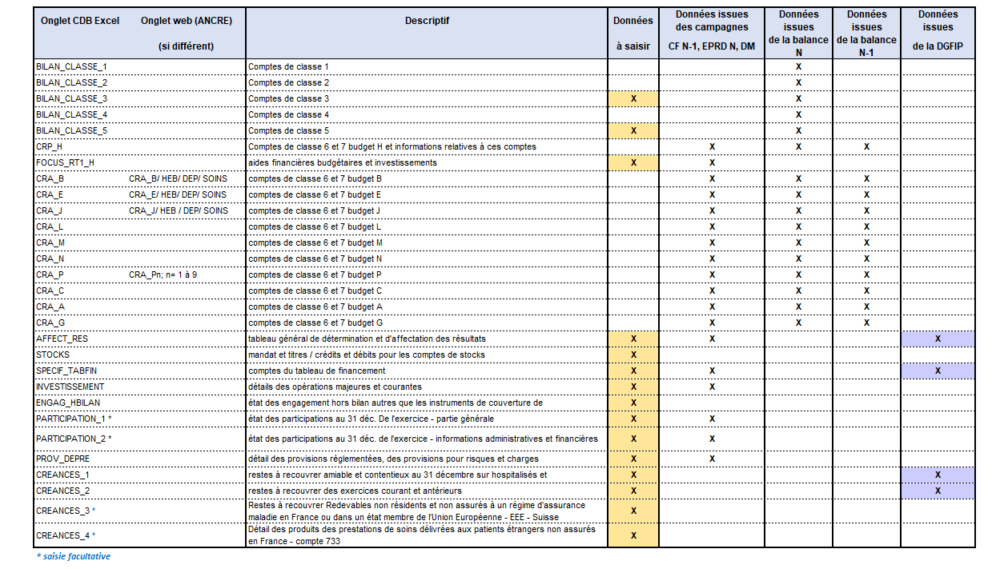 Onglet CDB Excel Onglet web (ANCRE) (si différent) Descriptif Données à saisir Données issues des campagnes CF N-1, EPRD N, DM Données issues de la balance N Données issues de la balance N-1 Données issues de la DGFIP
BILAN_CLASSE_1 Comptes de classe 1 X
BILAN_CLASSE_2 Comptes de classe 2 X
BILAN_CLASSE_3 Comptes de classe 3 X X
BILAN_CLASSE_4 Comptes de classe 4 X
BILAN_CLASSE_5 Comptes de classe 5 X X
CRP_H Comptes de classe 6 et 7 budget H et informations relatives à ces comptes X X X
FOCUS_RT1_H aides financières budgétaires et investissements X X
CRA_B CRA_B/ HEB/ DEP/ SOINS comptes de classe 6 et 7 budget B X X X
CRA_E CRA_E/ HEB/ DEP/ SOINS comptes de classe 6 et 7 budget E X X X
CRA_J CRA_J/ HEB / DEP/ SOINS comptes de classe 6 et 7 budget J X X X
CRA_L comptes de classe 6 et 7 budget L X X X
CRA_M comptes de classe 6 et 7 budget M X X X
CRA_N comptes de classe 6 et 7 budget N X X X
CRA_P CRA_Pn; n= 1 à 9 comptes de classe 6 et 7 budget P X X X
CRA_C comptes de classe 6 et 7 budget C X X X
CRA_A comptes de classe 6 et 7 budget A X X X
CRA_G comptes de classe 6 et 7 budget G X X X
AFFECT_RES tableau général de détermination et d'affectation des résultats X X X
STOCKS mandat et titres / crédits et débits pour les comptes de stocks X
SPECIF_TABFIN comptes du tableau de financement X X X
INVESTISSEMENT détails des opérations majeures et courantes X X
ENGAG_HBILAN état des engagement hors bilan autres que les instruments de couverture de X
PARTICIPATION_1 * état des participations au 31 déc. De l'exercice - partie générale X X
PARTICIPATION_2 * état des participations au 31 déc. de l'exercice - informations administratives et financières X X
PROV_DEPRE détail des provisions réglementées, des provisions pour risques et charges X X
CREANCES_1 restes à recouvrer amiable et contentieux au 31 décembre sur hospitalisés et X X
CREANCES_2 restes à recouvrer des exercices courant et antérieurs X X
CREANCES_3 * Restes à recouvrer Redevables non résidents et non assurés à un régime d'assurance
maladie en France ou dans un état membre de l'Union Européenne - EEE - Suisse X
CREANCES_4 * Détail des produits des prestations de soins délivrées aux patients étrangers non assurés
en France - compte 733 X
* saisie facultative